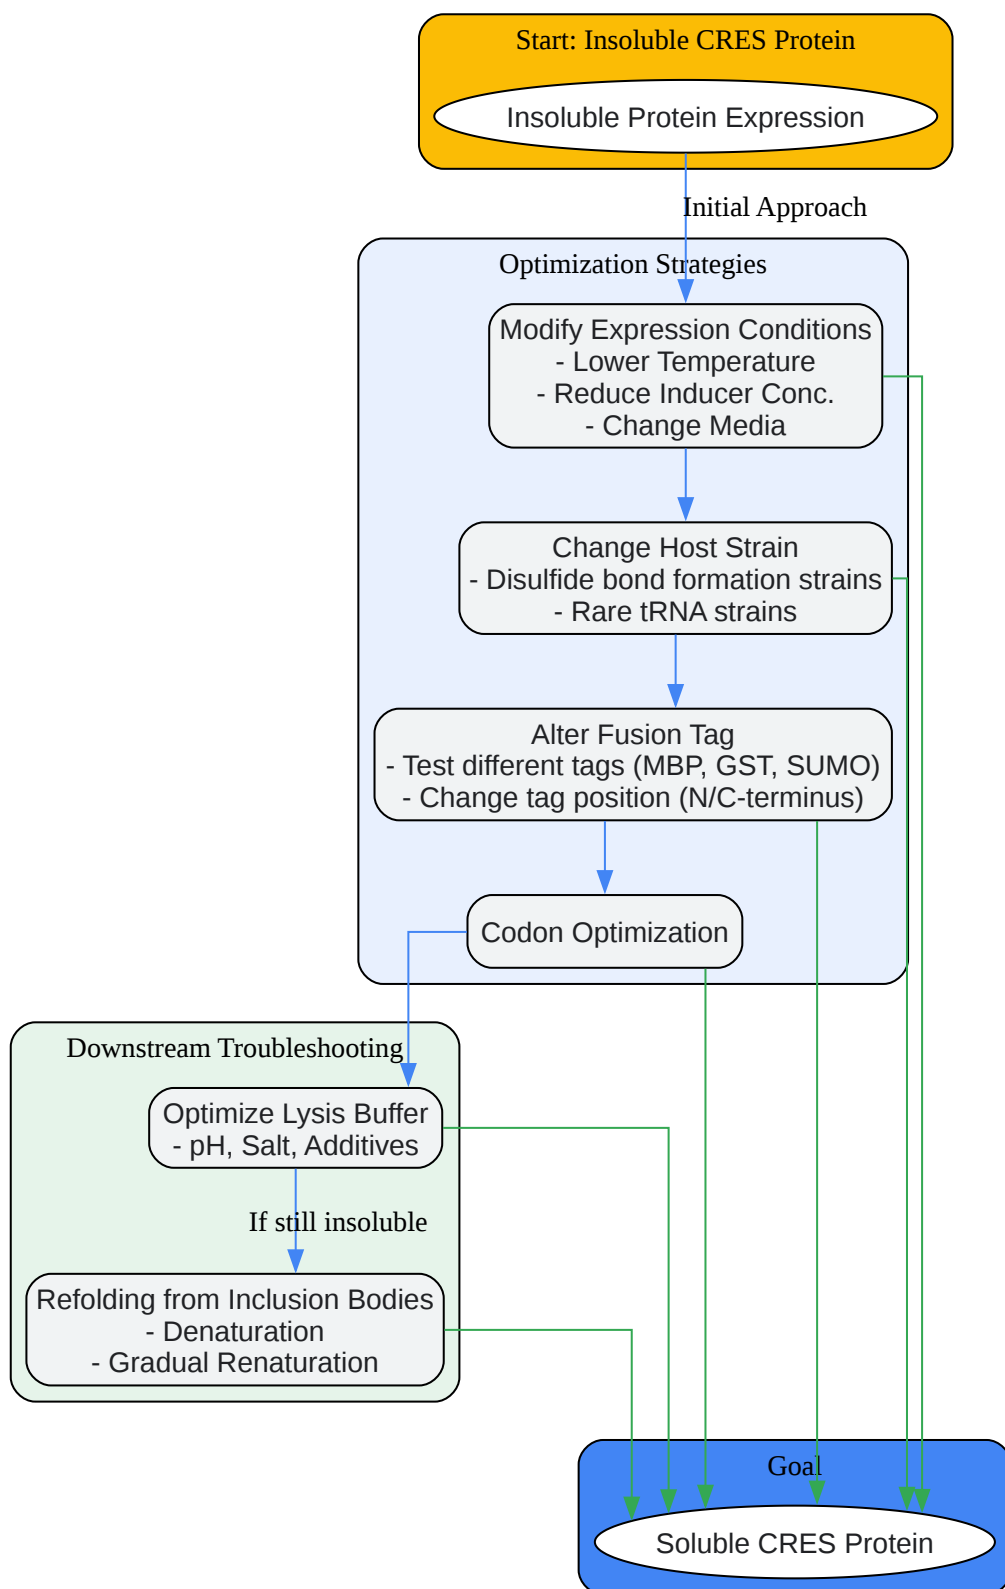 Start: Insoluble CRES Protein
Insoluble Protein Expression
Initial Approach
Optimization Strategies
Modify Expression Conditions
- Lower Temperature
- Reduce Inducer Conc.
- Change Media
Change Host Strain
- Disulfide bond formation strains
- Rare tRNA strains
Alter Fusion Tag
- Test different tags (MBP, GST, SUMO)
- Change tag position (N/C-terminus)
Codon Optimization
Downstream Troubleshooting
Optimize Lysis Buffer
- pH, Salt, Additives
If still insoluble
Refolding from Inclusion Bodies
- Denaturation
- Gradual Renaturation
Goal
Soluble CRES Protein